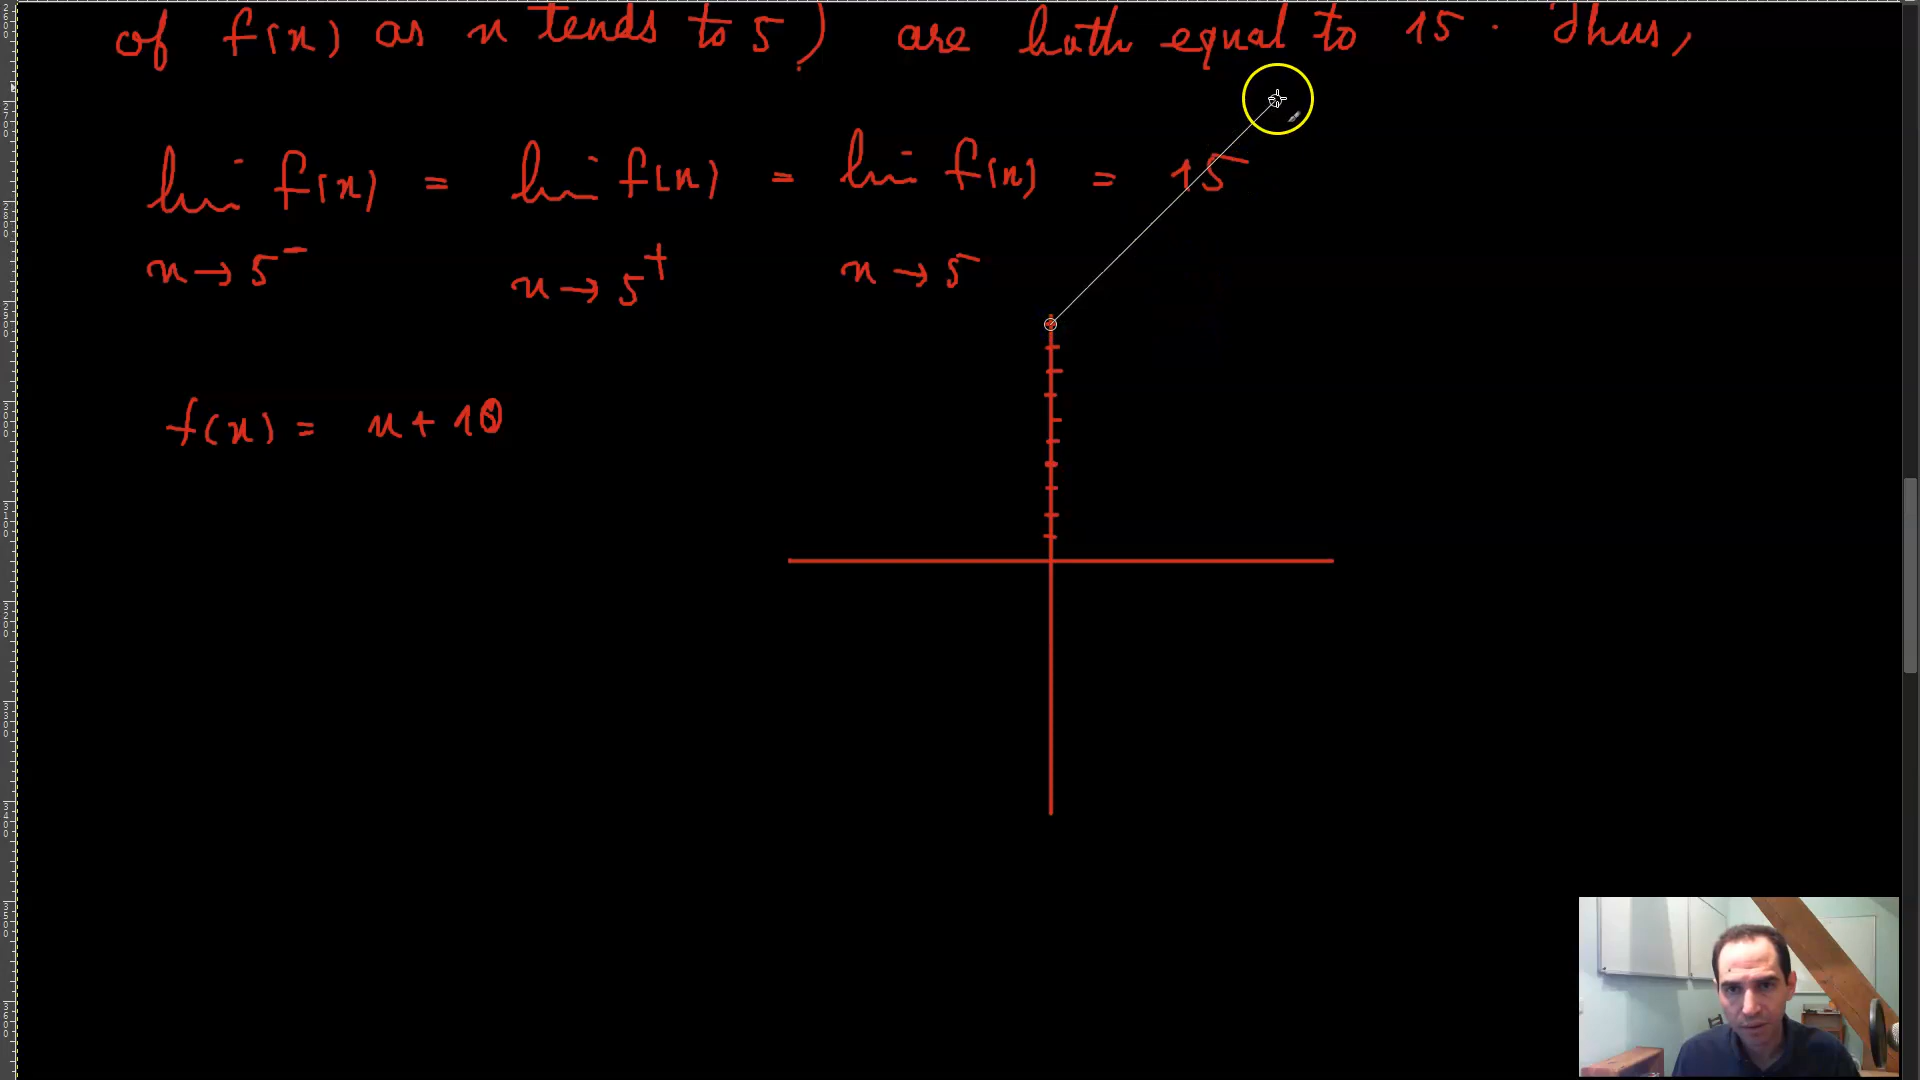 of f(x) as x tends to 5) are both equal to 15. Thus,
lim f(x) = lim f(x) = lim f(x) = 15
x→5⁻ x→5⁺ x→5
f(x) = x + 10